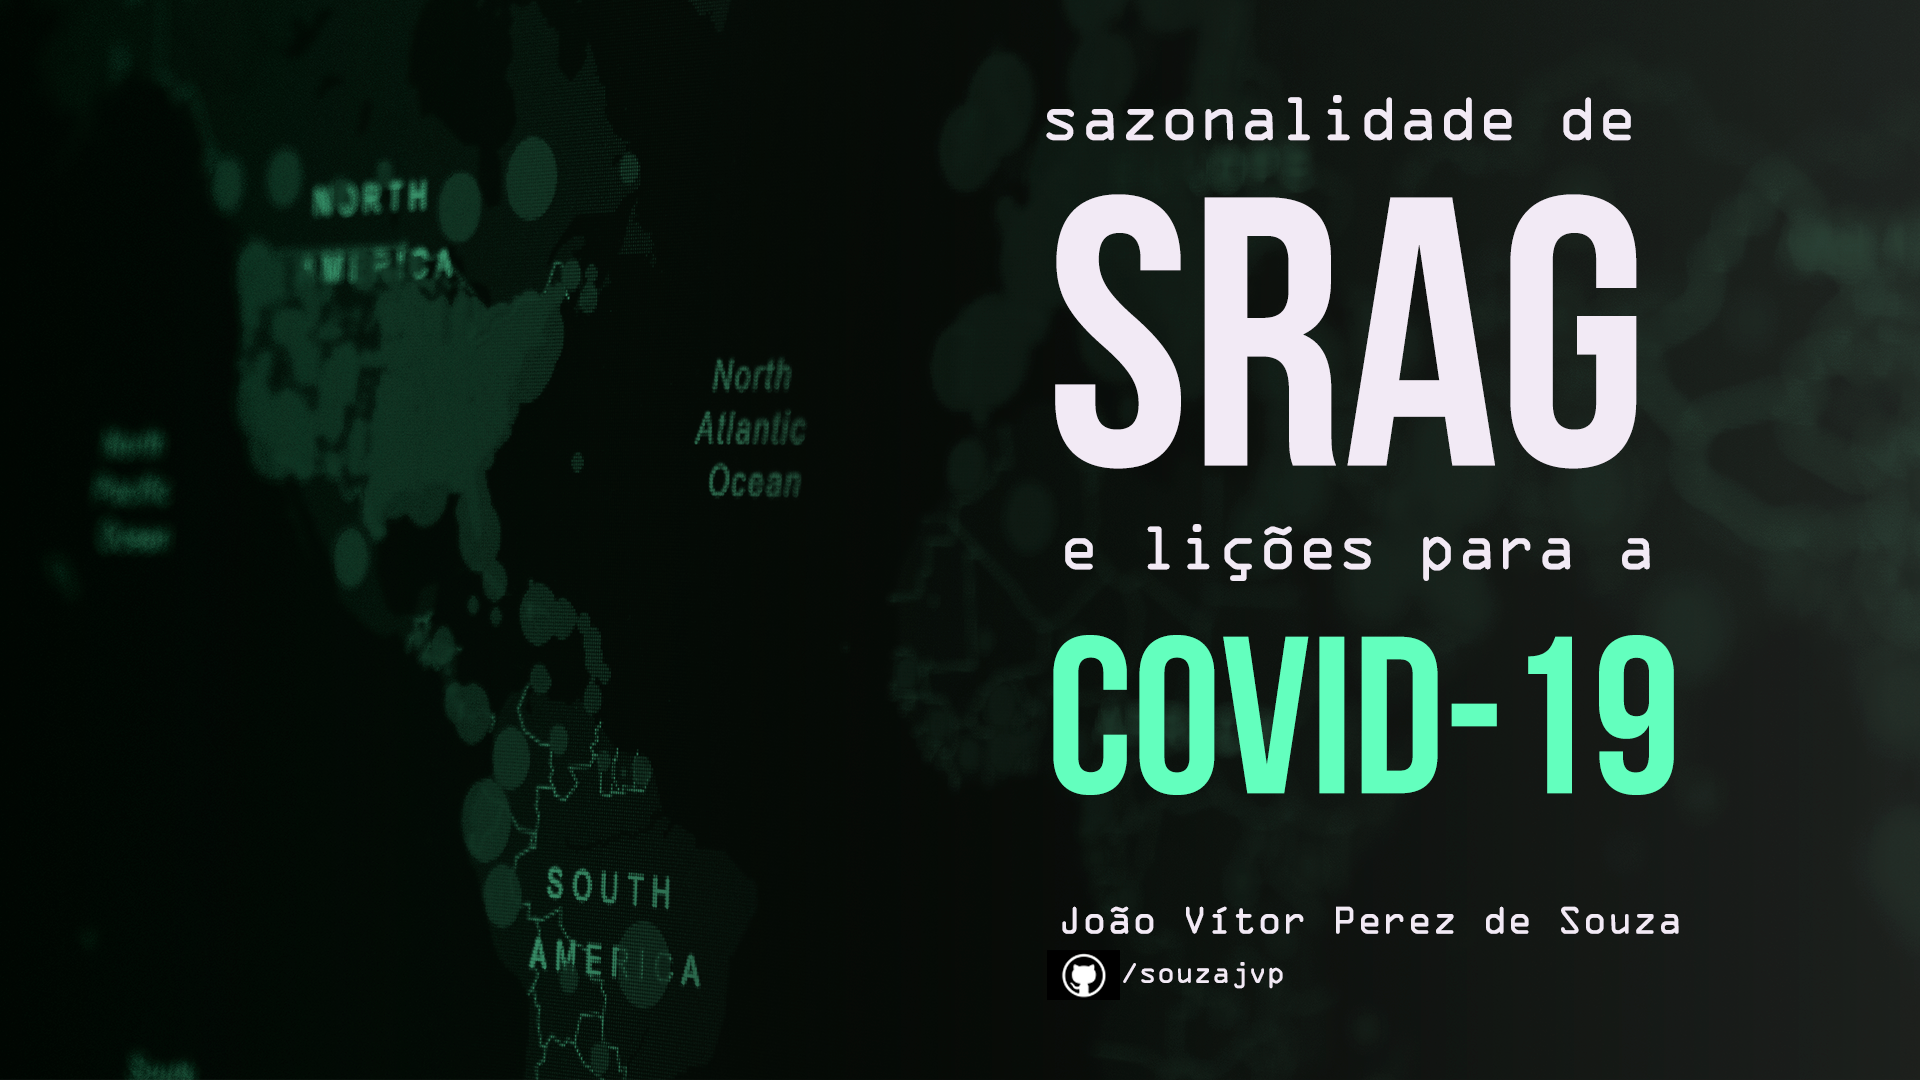 sazonalidade de
SRAG
e lições para a
COVID-19
João Vítor Perez de Souza
/souzajvp
NORTH
AMERICA
North
Atlantic
Ocean
SOUTH
AMERICA